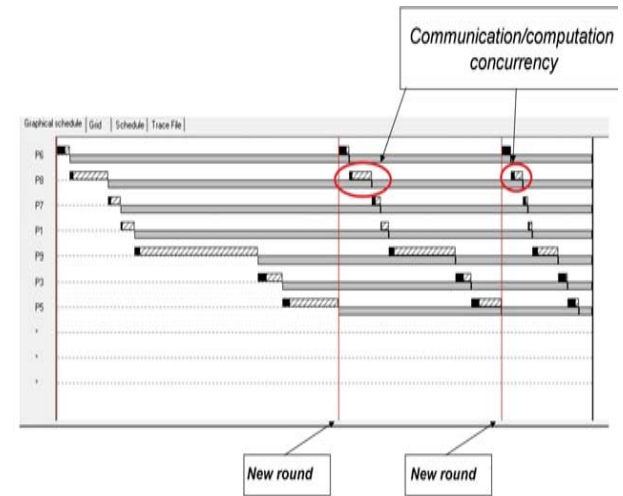 Communication/computation
concurrency
Graphical schedule Grid Schedule Trace File
P6
P8
P7
P1
P9
P3
P5
New round New round